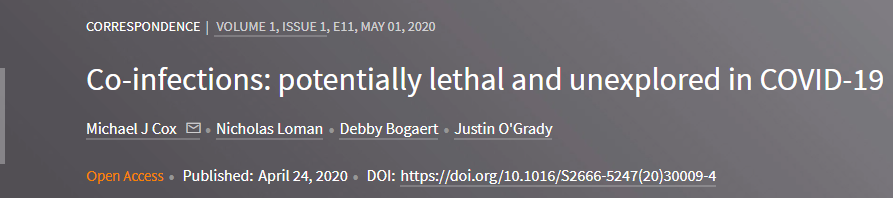 CORRESPONDENCE | VOLUME 1, ISSUE 1, E11, MAY 01, 2020
Co-infections: potentially lethal and unexplored in COVID-19
Michael J Cox • Nicholas Loman • Debby Bogaert • Justin O'Grady
Open Access • Published: April 24, 2020 • DOI: https://doi.org/10.1016/S2666-5247(20)30009-4